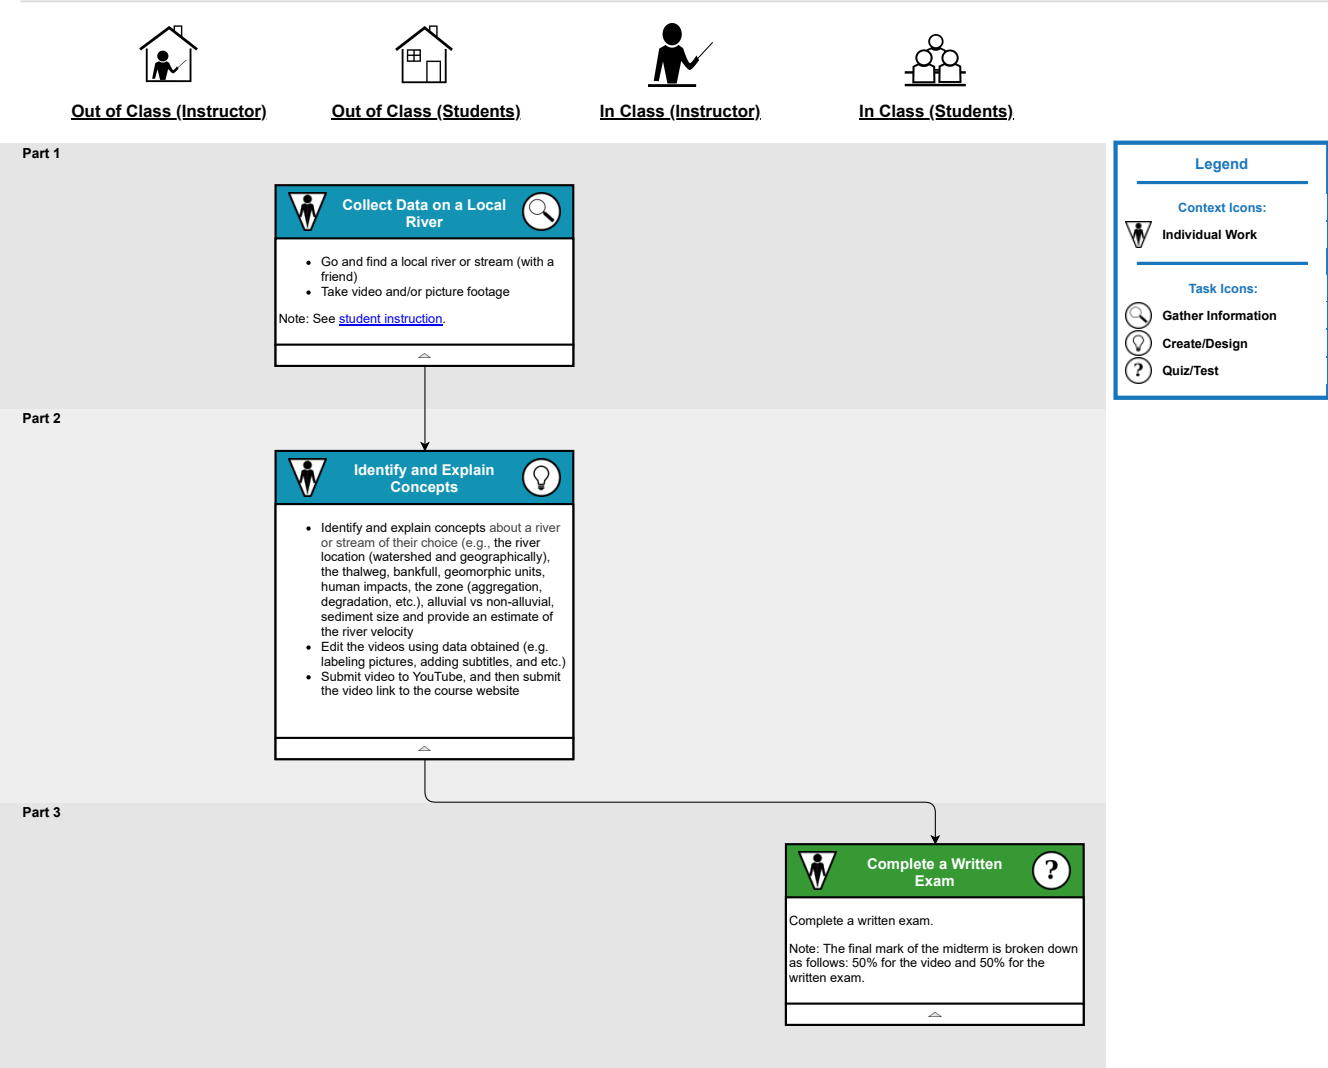 Out of Class (Instructor)
Out of Class (Students)
In Class (Instructor)
In Class (Students)
Part 1
Collect Data on a Local
River
Go and find a local river or stream (with a
friend)
Take video and/or picture footage
Note: See student instruction.
Legend
Context Icons:
Individual Work
Task Icons:
Gather Information
Create/Design
? Quiz/Test
Part 2
Identify and Explain
Concepts
Identify and explain concepts about a river
or stream of their choice (e.g., the river
location (watershed and geographically),
the thalweg, bankfull, geomorphic units,
human impacts, the zone (aggregation,
degradation, etc.), alluvial vs non-alluvial,
sediment size and provide an estimate of
the river velocity
Edit the videos using data obtained (e.g.
labeling pictures, adding subtitles, and etc.)
Submit video to YouTube, and then submit
the video link to the course website
Part 3
Complete a Written
Exam
?
Complete a written exam.
Note: The final mark of the midterm is broken down
as follows: 50% for the video and 50% for the
written exam.